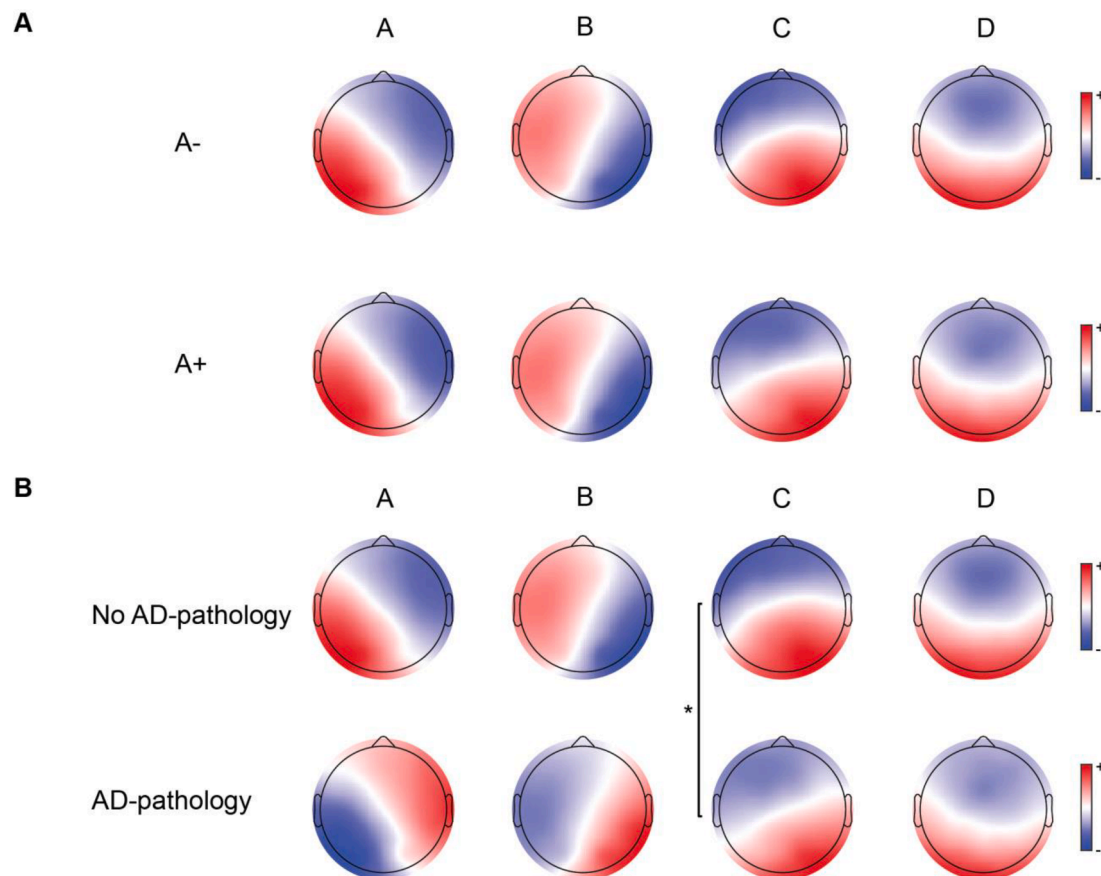 A
A B C D
A-
+
-
A+
+
-
B
A B C D
No AD-pathology
+
-
*
AD-pathology
+
-